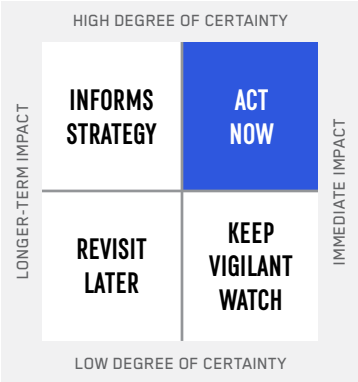 HIGH DEGREE OF CERTAINTY
LONGER-TERM IMPACT
INFORMS
STRATEGY
ACT
NOW
IMMEDIATE IMPACT
REVISIT
LATER
KEEP
VIGILANT
WATCH
LOW DEGREE OF CERTAINTY